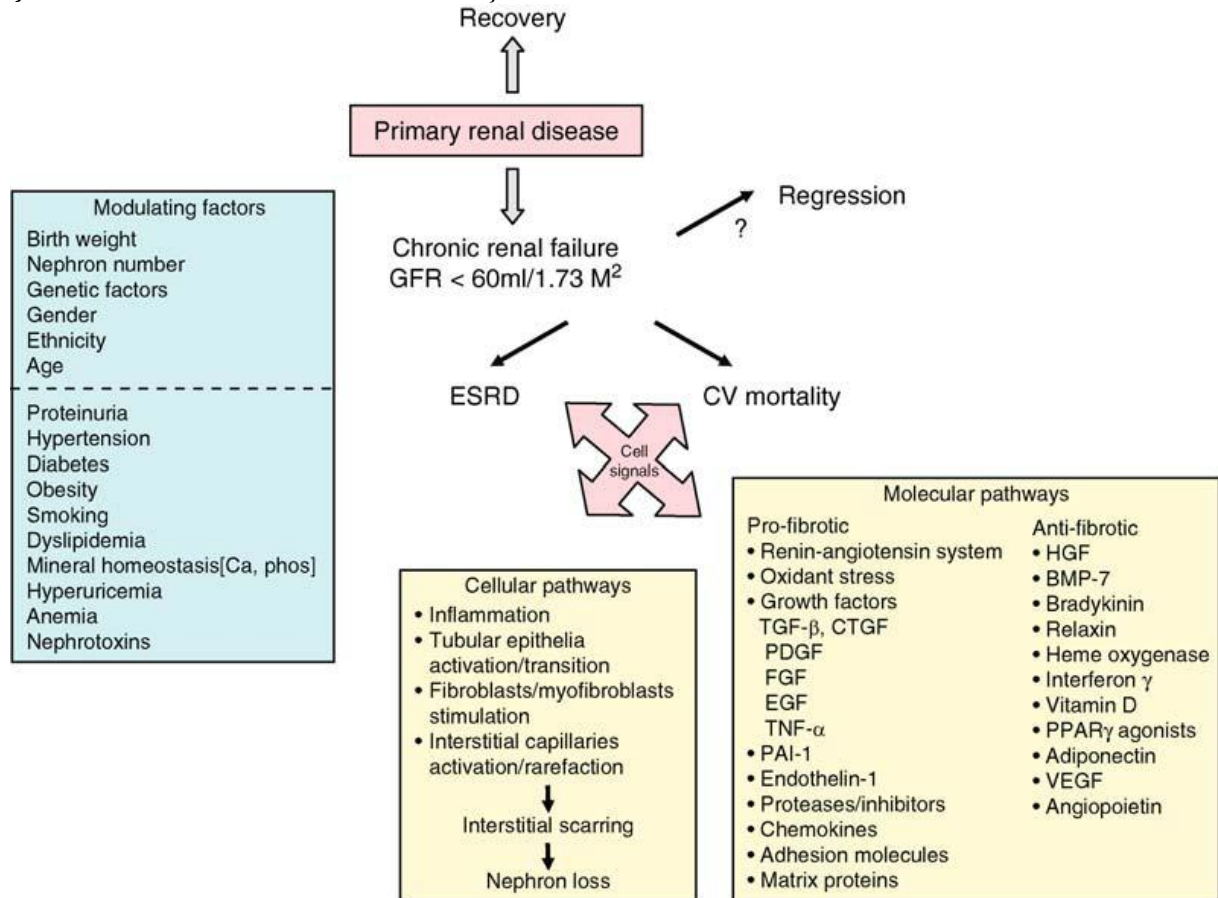 Recovery
Primary renal disease
Regression
?
Chronic renal failure
GFR < 60ml/1.73 M²
ESRD
CV mortality
Cell
signals
Modulating factors
Birth weight
Nephron number
Genetic factors
Gender
Ethnicity
Age
Proteinuria
Hypertension
Diabetes
Obesity
Smoking
Dyslipidemia
Mineral homeostasis[Ca, phos]
Hyperuricemia
Anemia
Nephrotoxins
Cellular pathways
• Inflammation
• Tubular epithelia
activation/transition
• Fibroblasts/myofibroblasts
stimulation
• Interstitial capillaries
activation/rarefaction
Interstitial scarring
Nephron loss
Molecular pathways
Pro-fibrotic
• Renin-angiotensin system
• Oxidant stress
• Growth factors
TGF-β, CTGF
PDGF
FGF
EGF
TNF-α
• PAI-1
• Endothelin-1
• Proteases/inhibitors
• Chemokines
• Adhesion molecules
• Matrix proteins
Anti-fibrotic
• HGF
• BMP-7
• Bradykinin
• Relaxin
• Heme oxygenase
• Interferon γ
• Vitamin D
• PPARγ agonists
• Adiponectin
• VEGF
• Angiopoietin